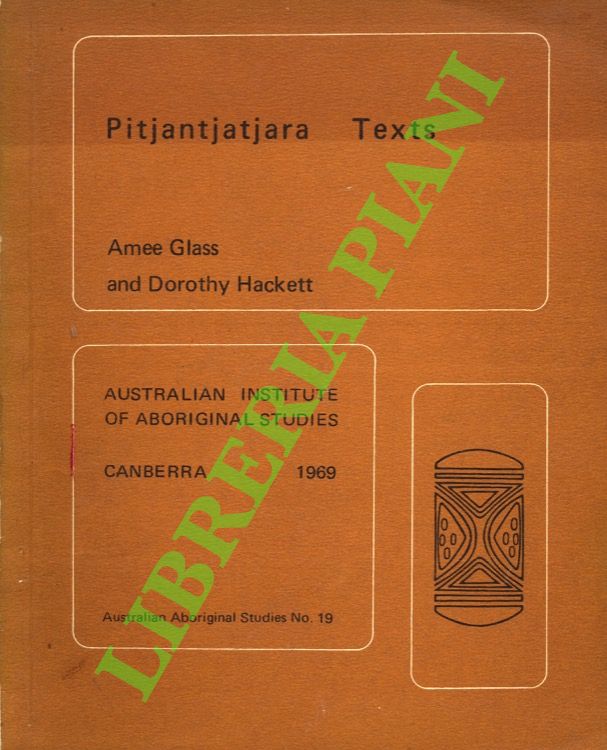 Pitjantjatjara Texts
Amee Glass
and Dorothy Hackett
AUSTRALIAN INSTITUTE
OF ABORIGINAL STUDIES
CANBERRA 1969
Australian Aboriginal Studies No. 19
LIBRERIA PIANI